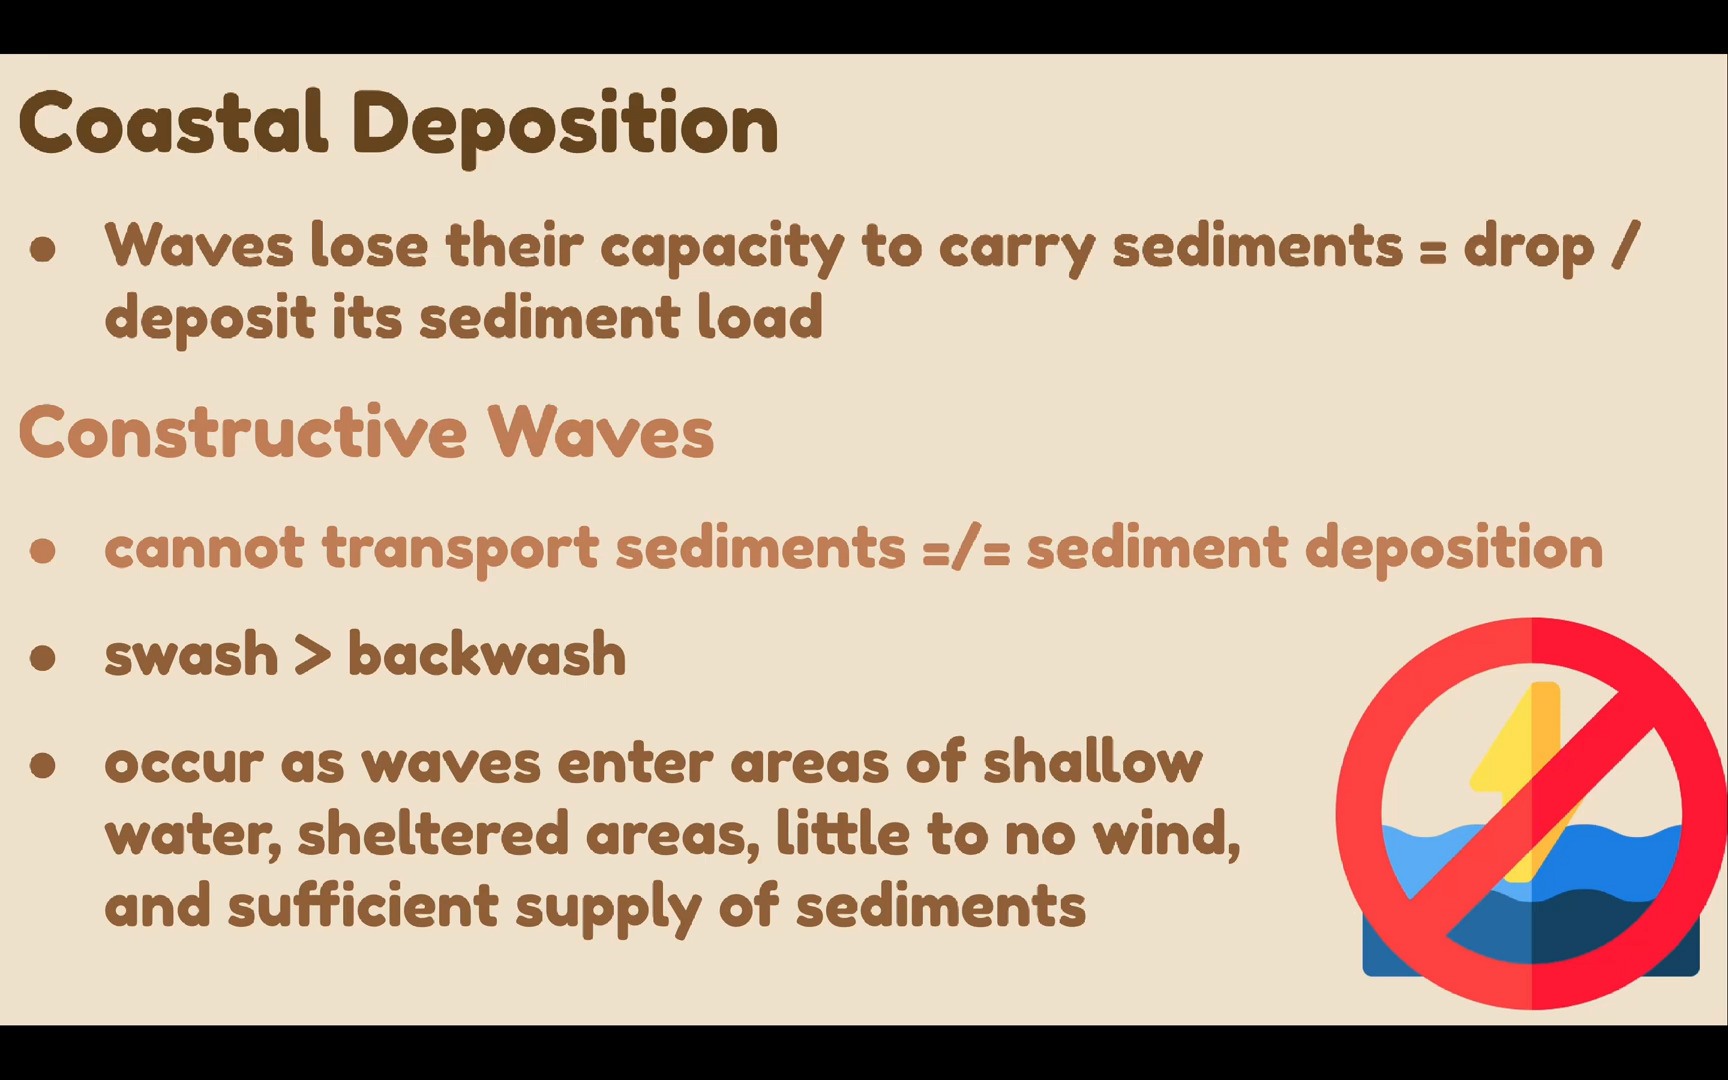 Coastal Deposition
● Waves lose their capacity to carry sediments = drop /
deposit its sediment load
Constructive Waves
● cannot transport sediments =/= sediment deposition
● swash > backwash
● occur as waves enter areas of shallow
water, sheltered areas, little to no wind,
and sufficient supply of sediments